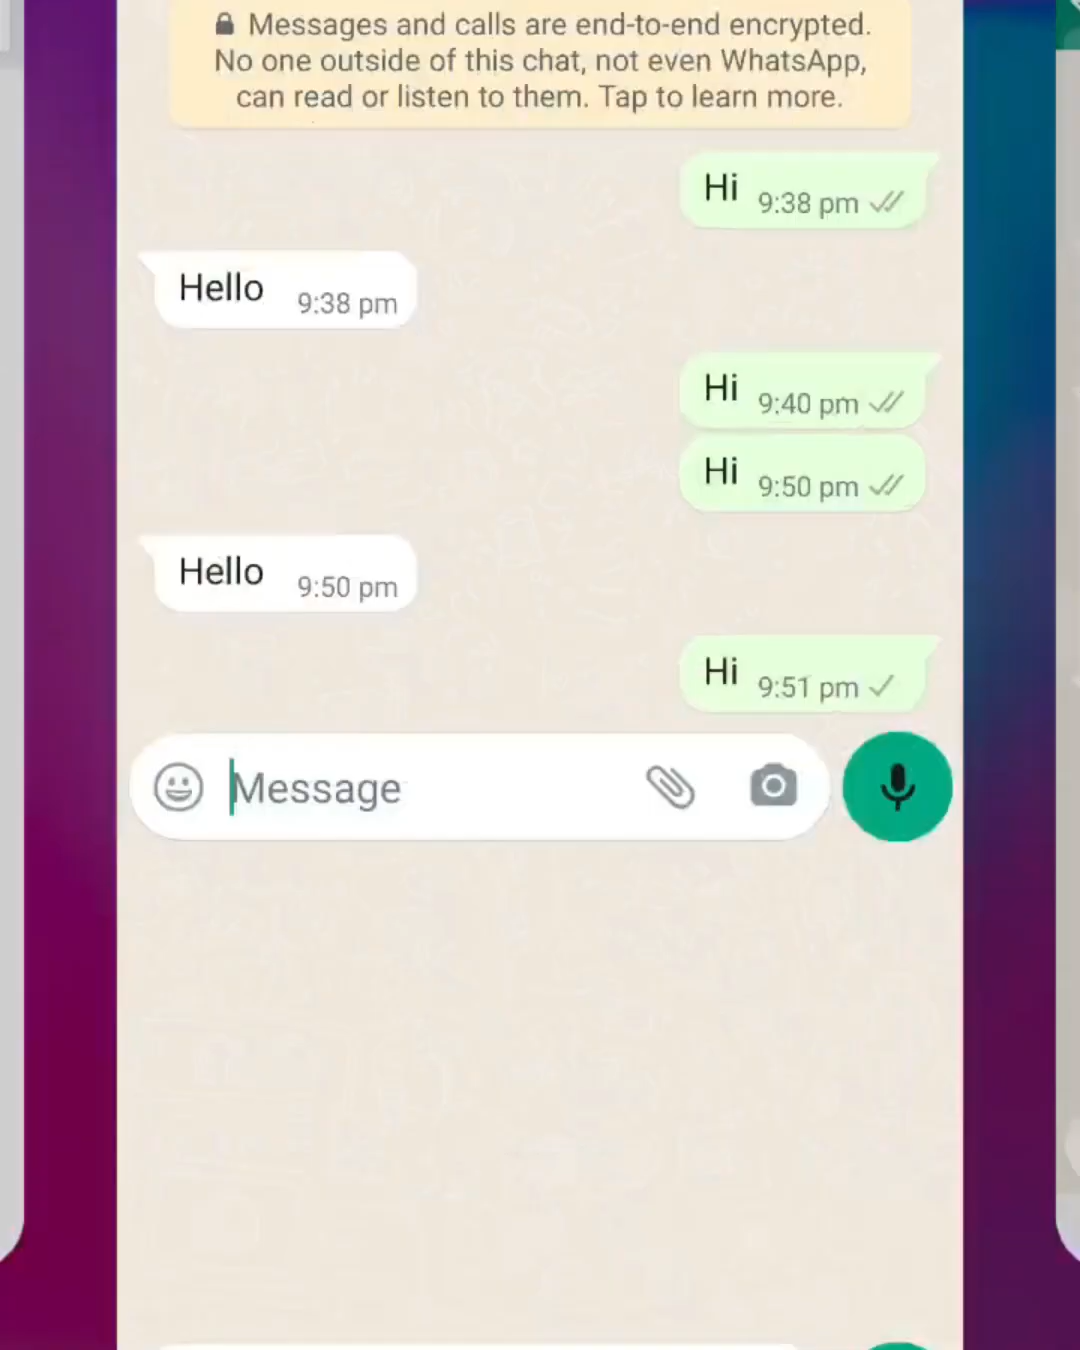 Messages and calls are end-to-end encrypted.
No one outside of this chat, not even WhatsApp,
can read or listen to them. Tap to learn more.
Hi 9:38 pm
Hello 9:38 pm
Hi 9:40 pm
Hi 9:50 pm
Hello 9:50 pm
Hi 9:51 pm
Message